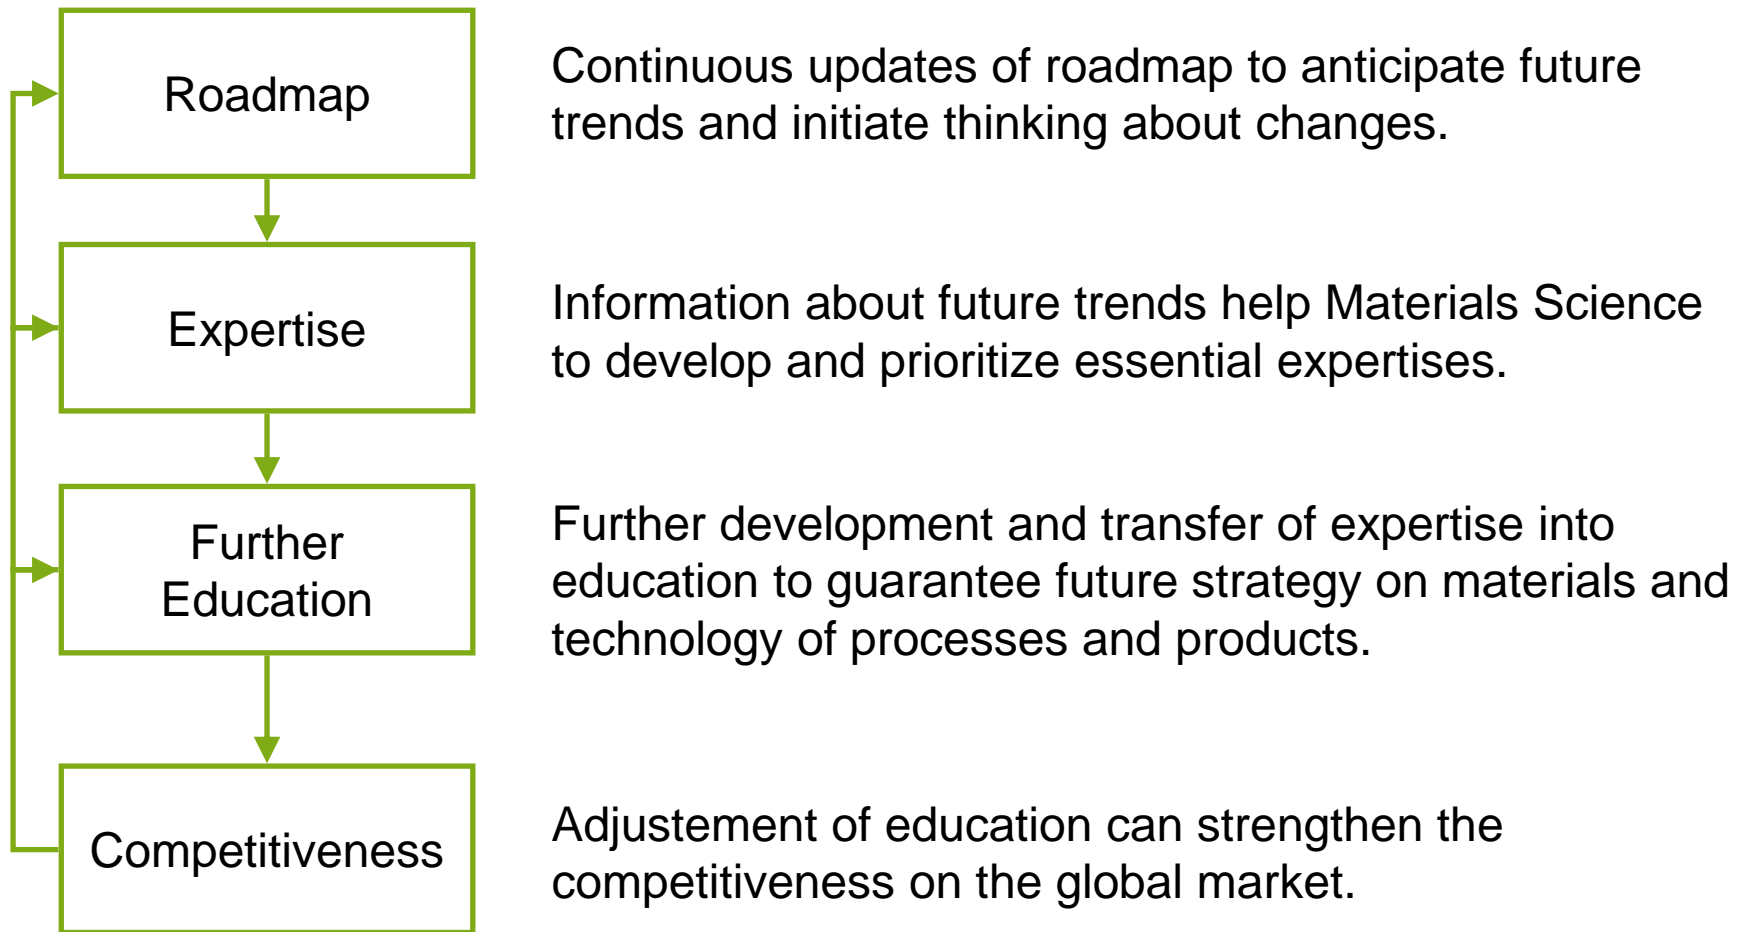 Roadmap
Continuous updates of roadmap to anticipate future
trends and initiate thinking about changes.
Expertise
Information about future trends help Materials Science
to develop and prioritize essential expertises.
Further
Education
Further development and transfer of expertise into
education to guarantee future strategy on materials and
technology of processes and products.
Competitiveness
Adjustement of education can strengthen the
competitiveness on the global market.